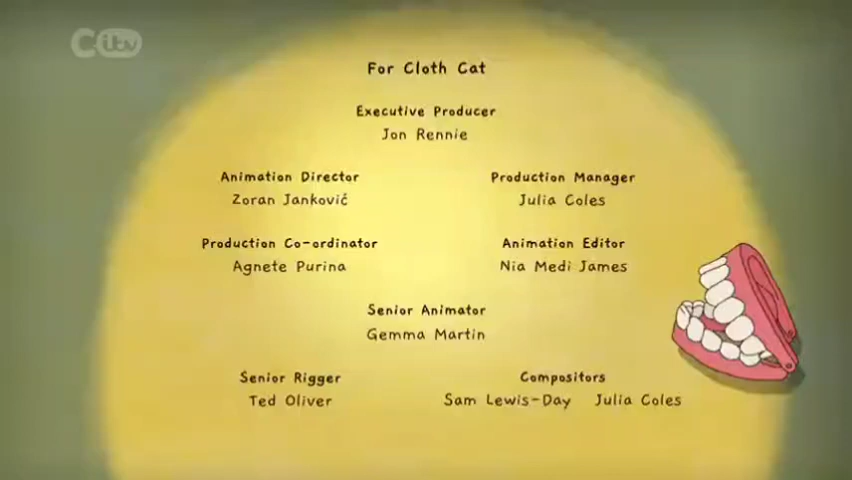 citv
For Cloth Cat
Executive Producer
Jon Rennie
Animation Director
Zoran Janković
Production Manager
Julia Coles
Production Co-ordinator
Agnete Purina
Animation Editor
Nia Medi James
Senior Animator
Gemma Martin
Senior Rigger
Ted Oliver
Compositors
Sam Lewis-Day Julia Coles